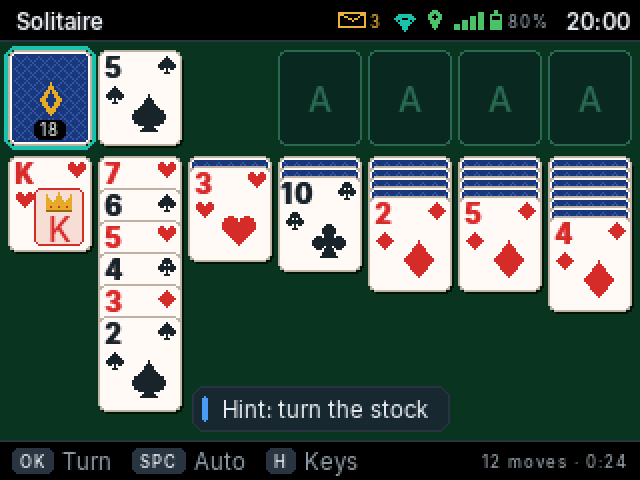 Solitaire 3 80% 20:00
18 5 A A A A
K 7 3 10 2 5 4
K 6
5
4
3
2
Hint: turn the stock
OK Turn SPC Auto H Keys 12 moves · 0:24